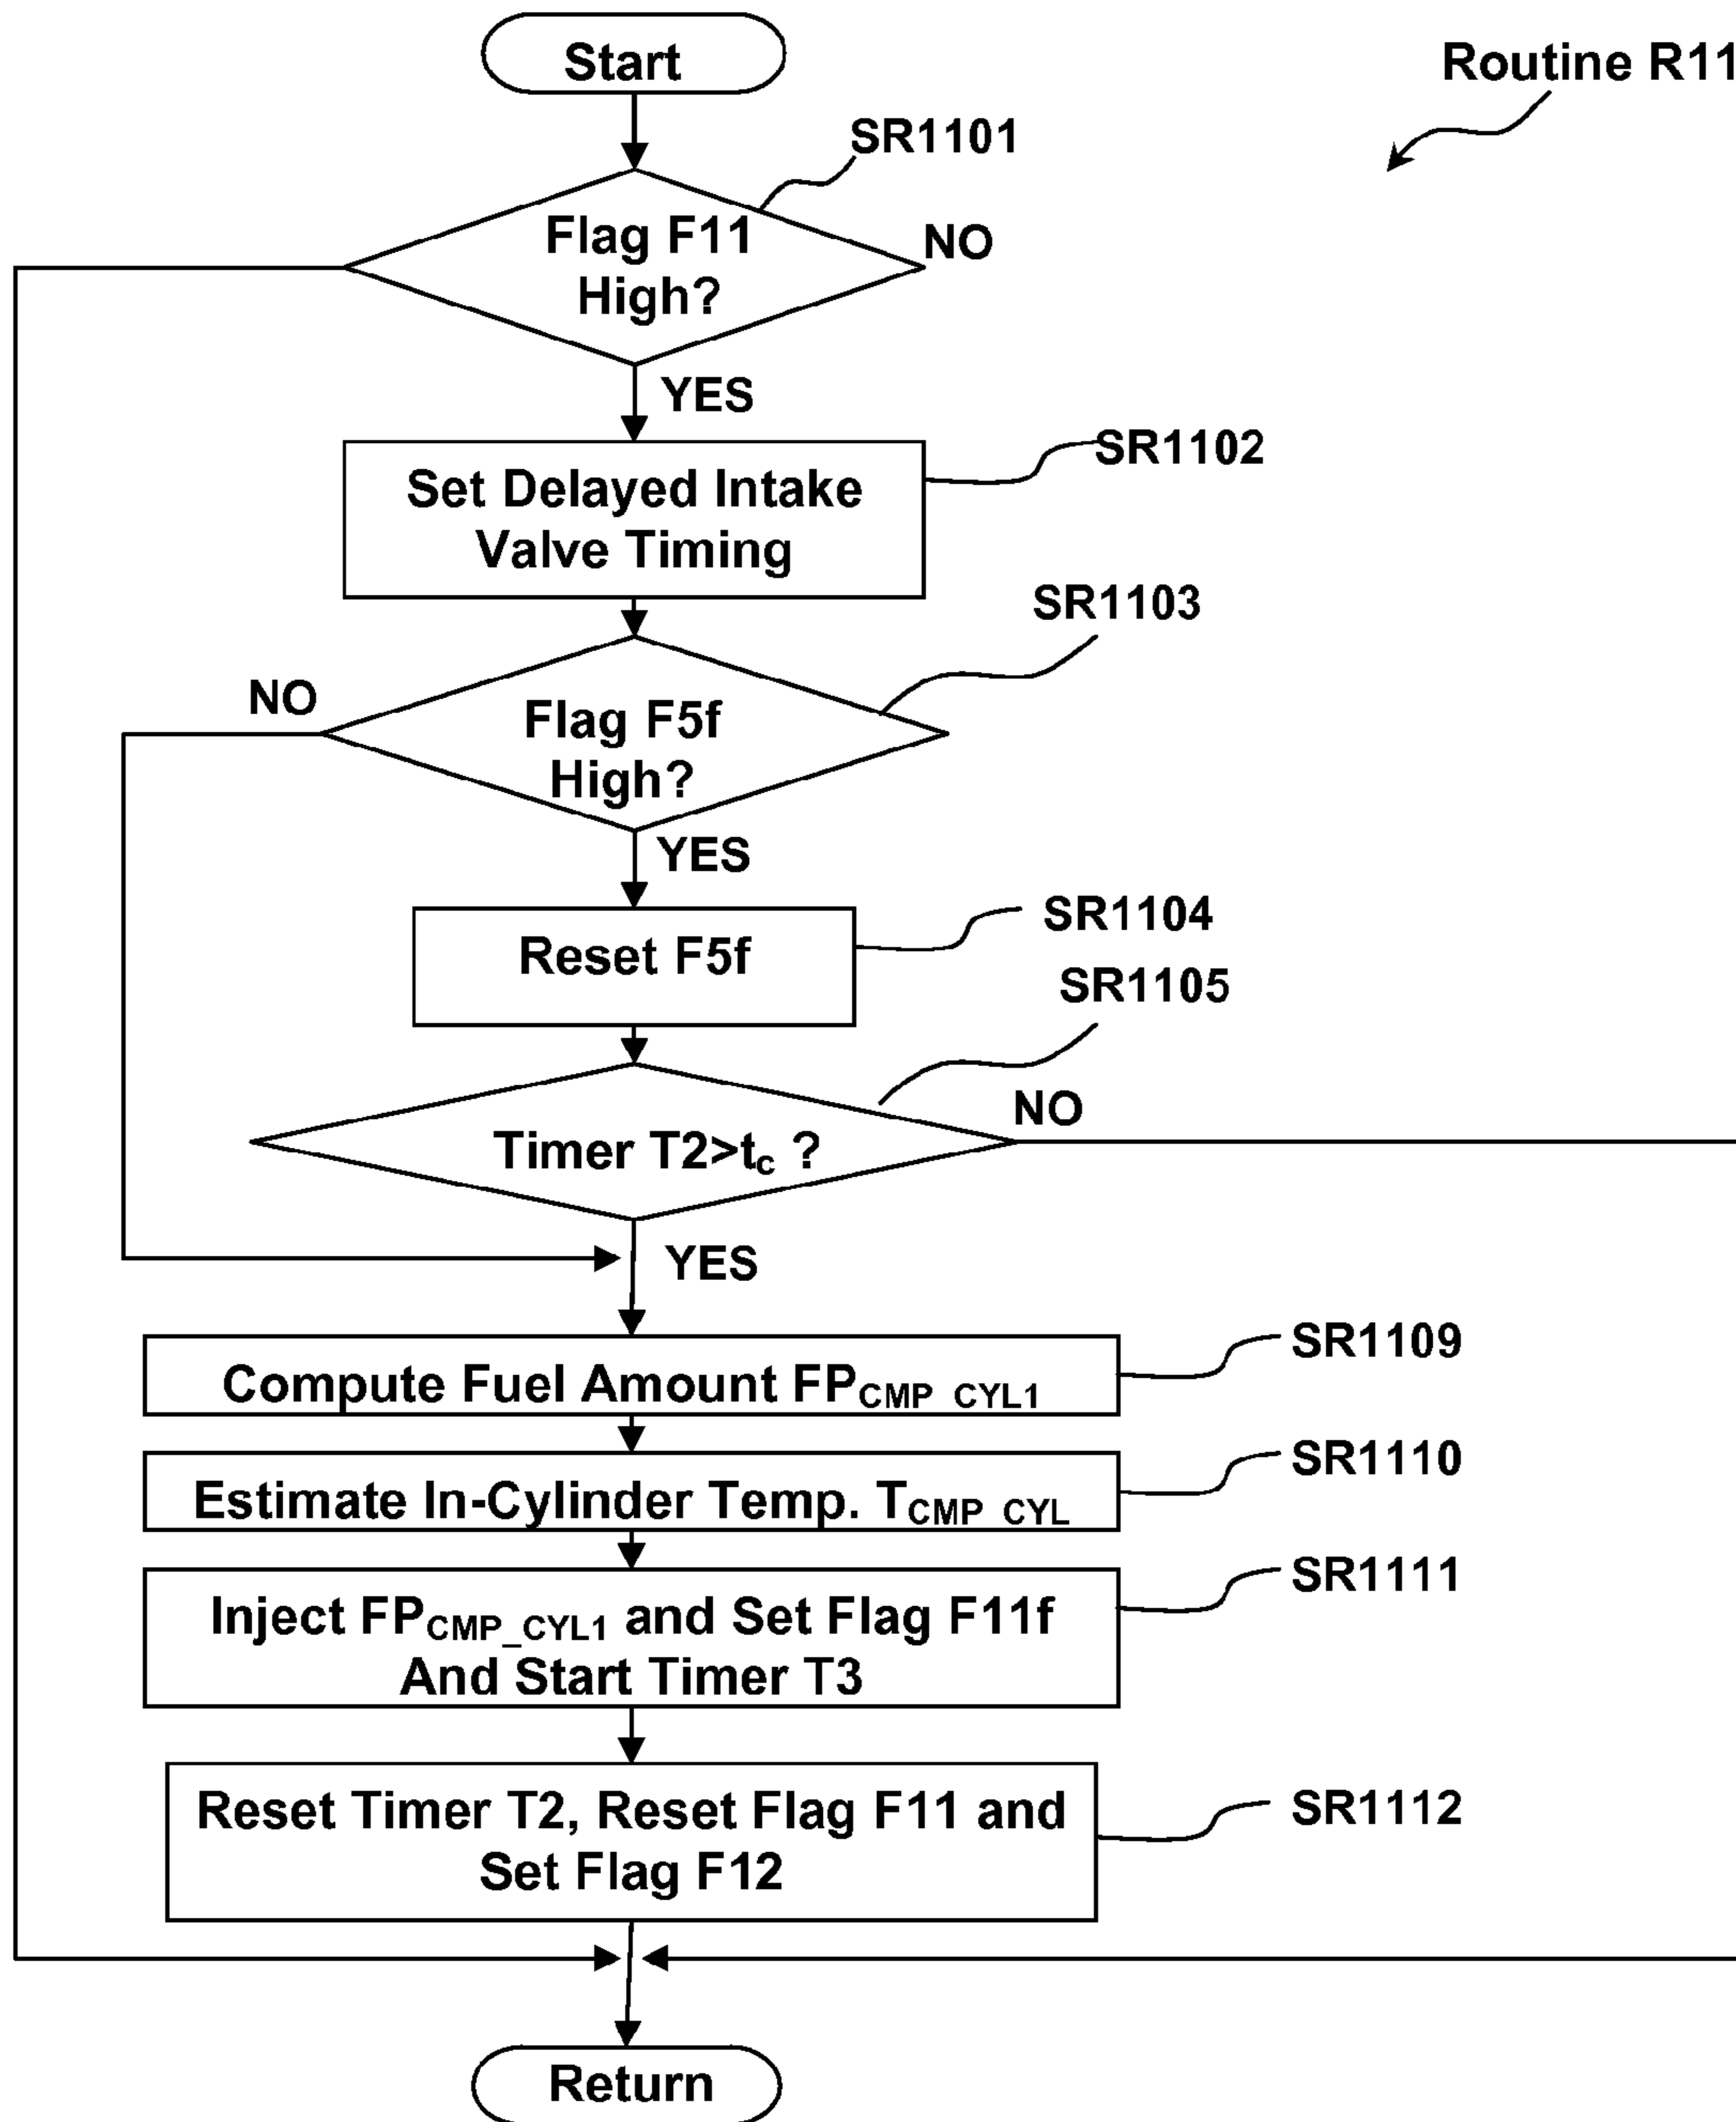 Start
Routine R11
SR1101
Flag F11
High?
NO
YES
SR1102
Set Delayed Intake
Valve Timing
SR1103
NO
Flag F5f
High?
YES
SR1104
Reset F5f
SR1105
NO
Timer T2>tc ?
YES
SR1109
Compute Fuel Amount FPCMP_CYL1
SR1110
Estimate In-Cylinder Temp. TCMP_CYL
SR1111
Inject FPCMP_CYL1 and Set Flag F11f
And Start Timer T3
SR1112
Reset Timer T2, Reset Flag F11 and
Set Flag F12
Return